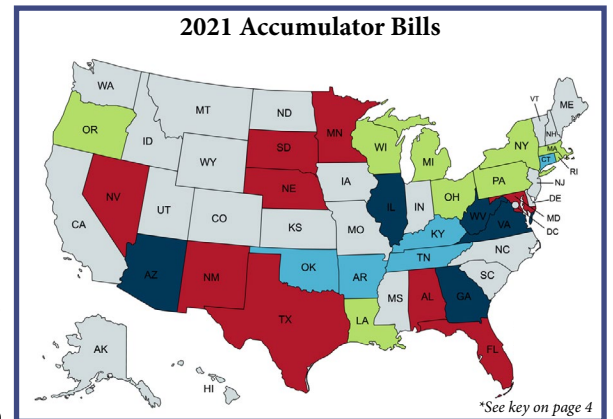 2021 Accumulator Bills
WA
MT
ND
MN
VT
ME
OR
ID
SD
WI
MI
NY
NH
MA
CT
RI
WY
NE
IA
PA
NJ
NV
UT
CO
IL
IN
OH
DE
MD
DC
CA
KS
MO
KY
WV
VA
NC
AZ
NM
OK
AR
TN
SC
TX
LA
MS
AL
GA
FL
AK
HI
*See key on page 4